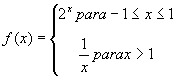 f(x) = { 2^x para − 1 ≤ x ≤ 1
1/x parax > 1